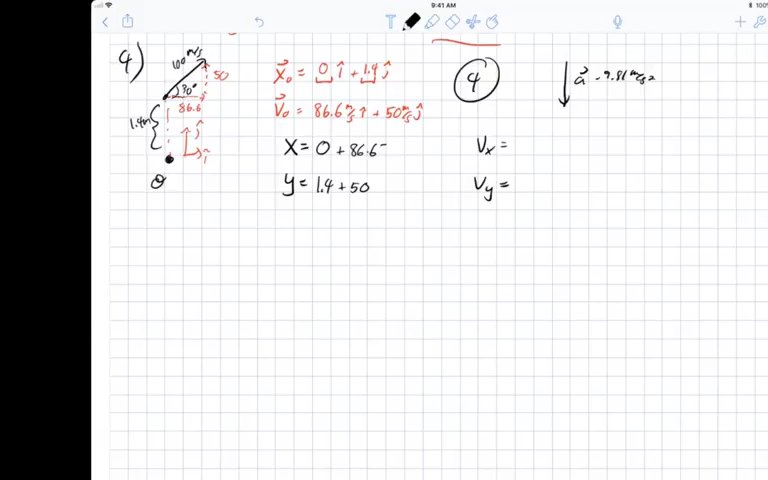 9:41 AM
100%
T
4)
100 m/s
50
30°
86.6
1.4m
ĵ
î
O
x⃗₀ = 0 î + 1.4 ĵ
v⃗₀ = 86.6 m/s î + 50 m/s ĵ
4
a⃗ -9.81 m/s²
x = 0 + 86.6
y = 1.4 + 50
Vx =
Vy =